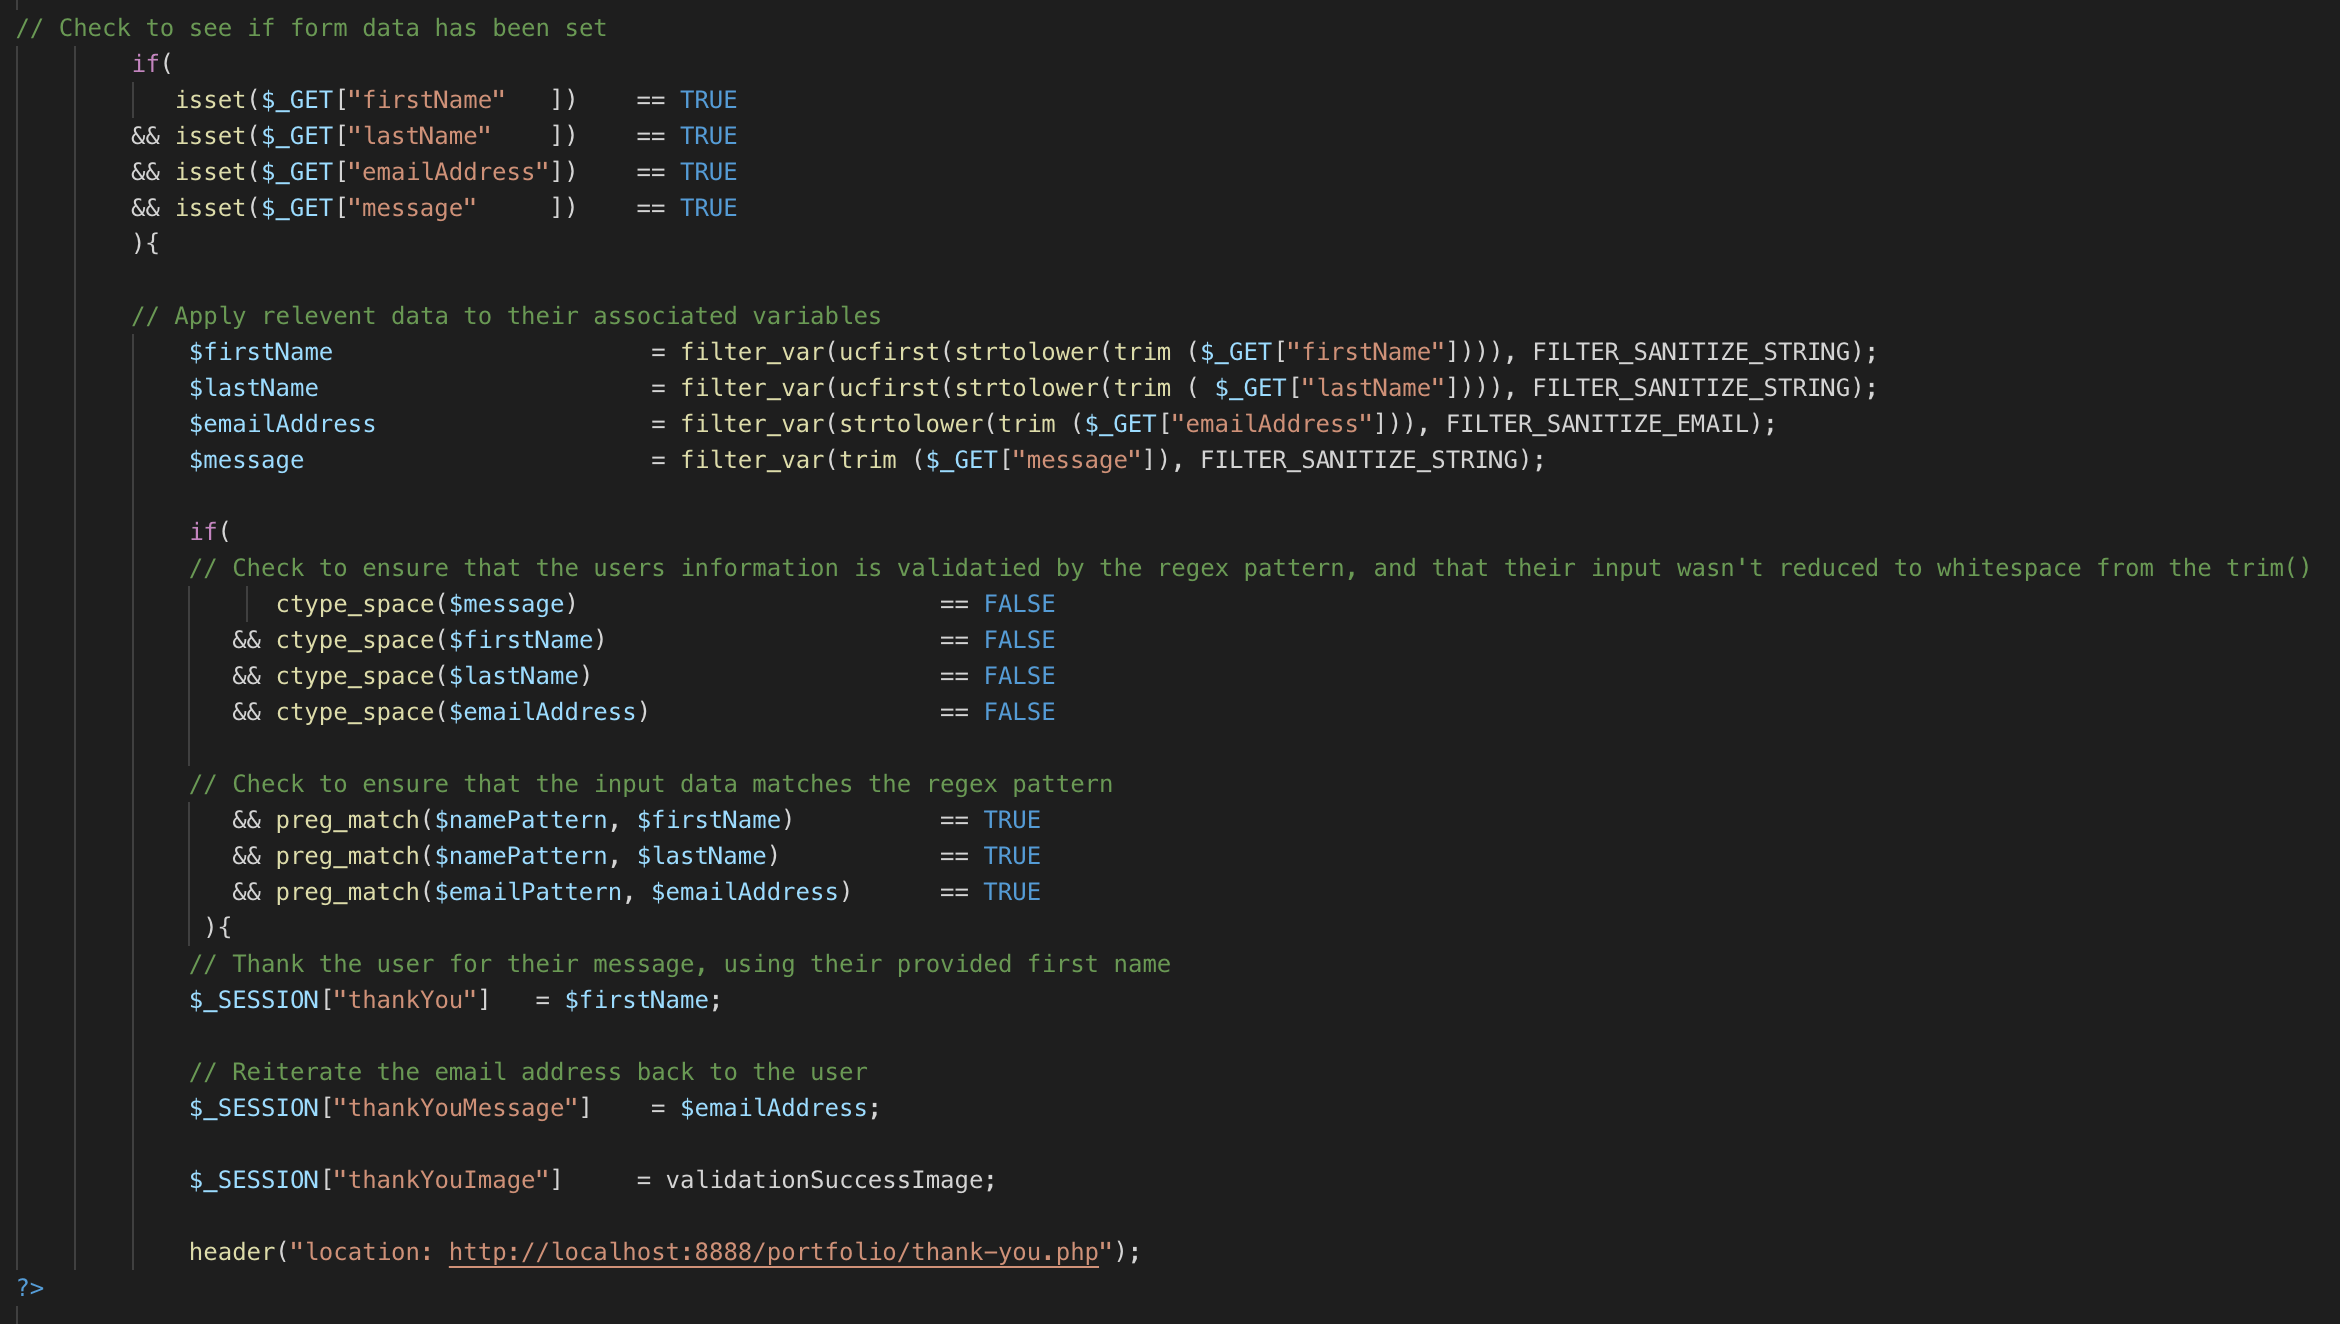 // Check to see if form data has been set
if(
isset($_GET["firstName"   ])    == TRUE
&& isset($_GET["lastName"    ])    == TRUE
&& isset($_GET["emailAddress"])    == TRUE
&& isset($_GET["message"     ])    == TRUE
){
// Apply relevent data to their associated variables
$firstName                      = filter_var(ucfirst(strtolower(trim ($_GET["firstName"]))), FILTER_SANITIZE_STRING);
$lastName                       = filter_var(ucfirst(strtolower(trim ( $_GET["lastName"]))), FILTER_SANITIZE_STRING);
$emailAddress                   = filter_var(strtolower(trim ($_GET["emailAddress"])), FILTER_SANITIZE_EMAIL);
$message                        = filter_var(trim ($_GET["message"]), FILTER_SANITIZE_STRING);
if(
// Check to ensure that the users information is validatied by the regex pattern, and that their input wasn't reduced to whitespace from the trim()
ctype_space($message)                         == FALSE
&& ctype_space($firstName)                       == FALSE
&& ctype_space($lastName)                        == FALSE
&& ctype_space($emailAddress)                    == FALSE
// Check to ensure that the input data matches the regex pattern
&& preg_match($namePattern, $firstName)          == TRUE
&& preg_match($namePattern, $lastName)           == TRUE
&& preg_match($emailPattern, $emailAddress)      == TRUE
){
// Thank the user for their message, using their provided first name
$_SESSION["thankYou"]   = $firstName;
// Reiterate the email address back to the user
$_SESSION["thankYouMessage"]    = $emailAddress;
$_SESSION["thankYouImage"]     = validationSuccessImage;
header("location: http://localhost:8888/portfolio/thank-you.php");
?>